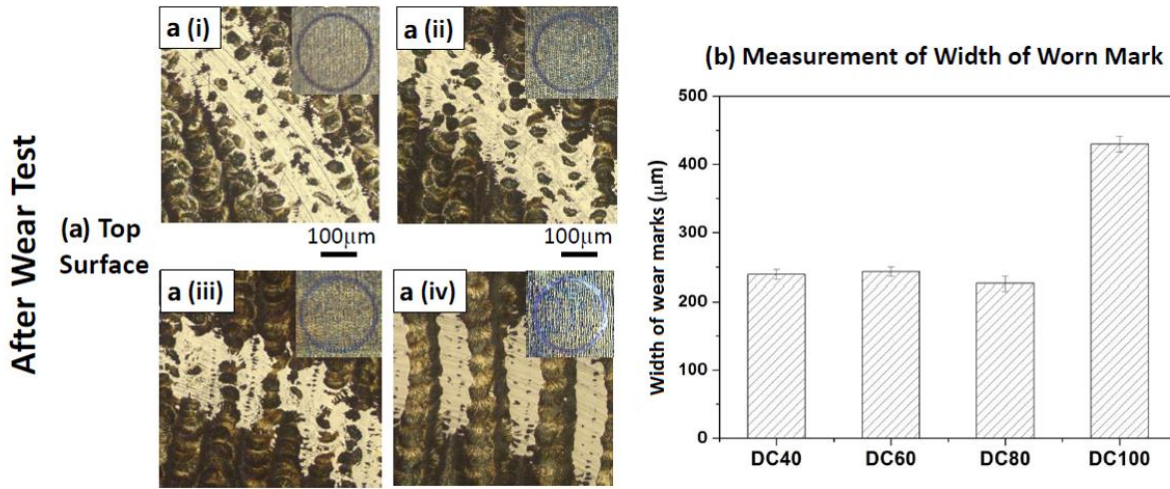 After Wear Test
(a) Top
Surface
a (i)
a (ii)
100μm
100μm
a (iii)
a (iv)
(b) Measurement of Width of Worn Mark
Width of wear marks (μm)
500
400
300
200
100
0
DC40
DC60
DC80
DC100